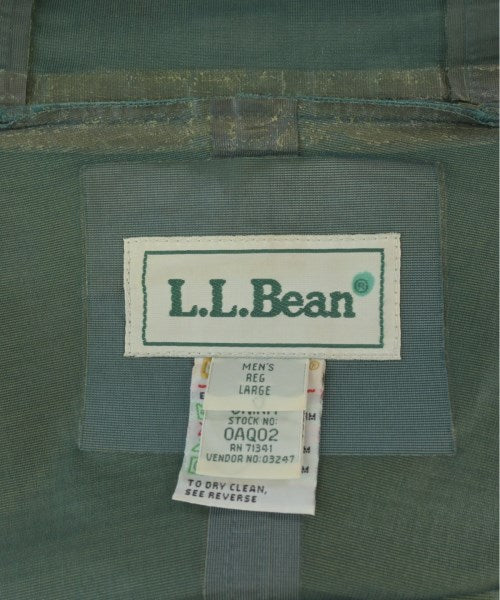 L.L.Bean®
MEN'S
REG
LARGE
STOCK NO:
0AQ02
RN 71341
VENDOR NO:03247
TO DRY CLEAN,
SEE REVERSE